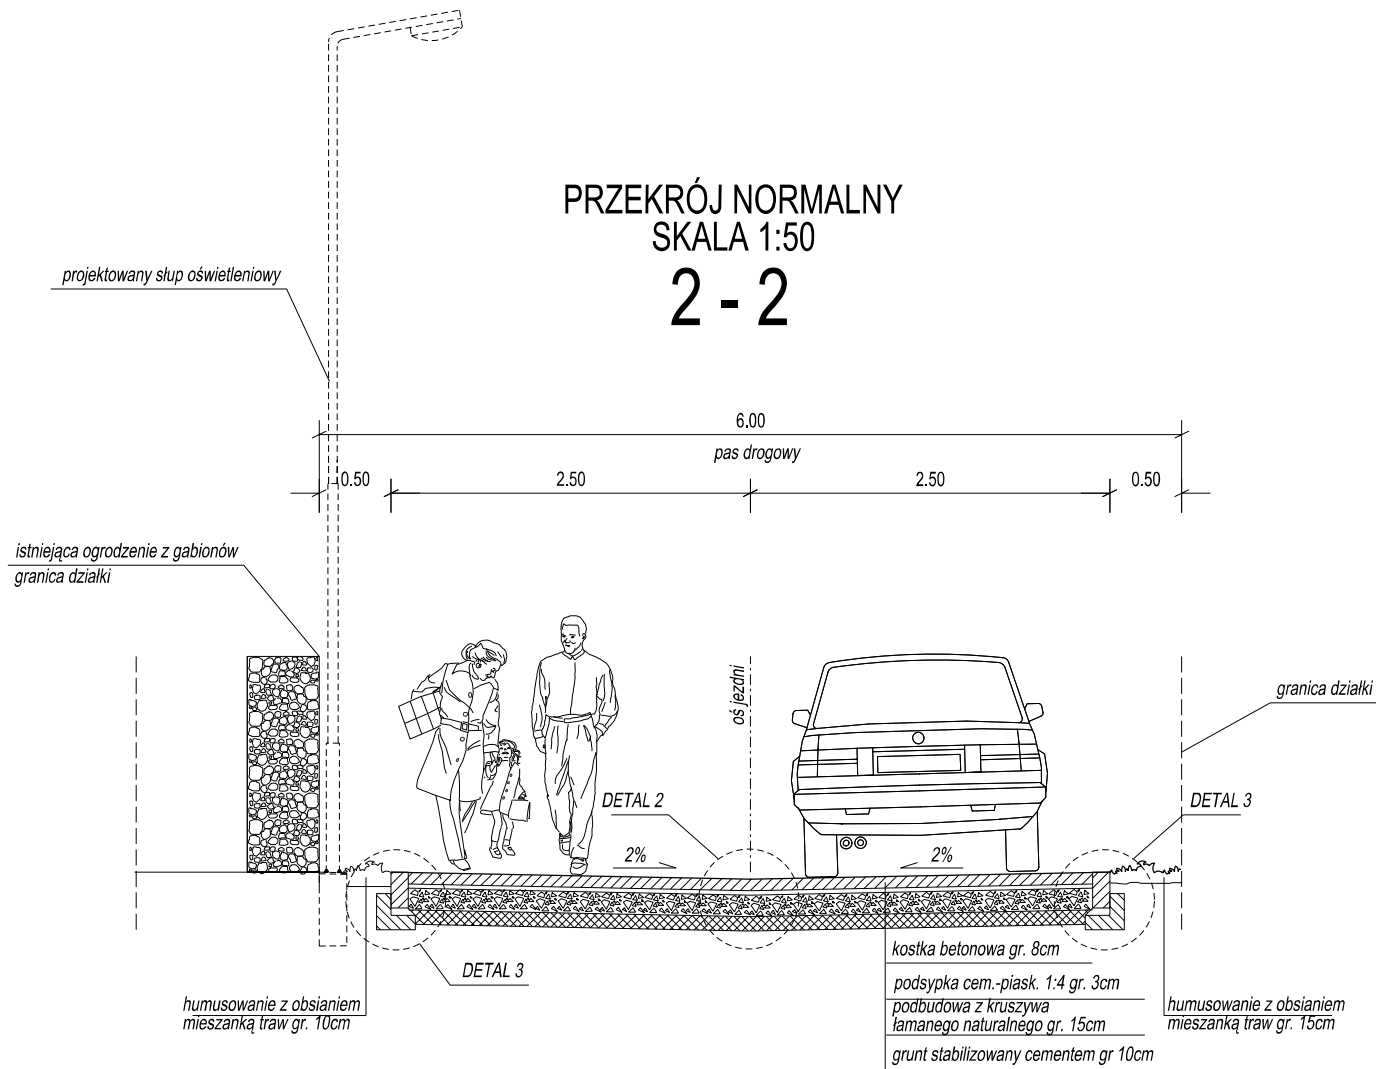 PRZEKRÓJ NORMALNY
SKALA 1:50
2 - 2
projektowany słup oświetleniowy
6.00
pas drogowy
0.50
2.50
2.50
0.50
istniejąca ogrodzenie z gabionów
granica działki
oś jezdni
granica działki
DETAL 2
DETAL 3
2%
2%
DETAL 3
kostka betonowa gr. 8cm
podsypka cem.-piask. 1:4 gr. 3cm
podbudowa z kruszywa
łamanego naturalnego gr. 15cm
grunt stabilizowany cementem gr 10cm
humusowanie z obsianiem
mieszanką traw gr. 10cm
humusowanie z obsianiem
mieszanką traw gr. 15cm